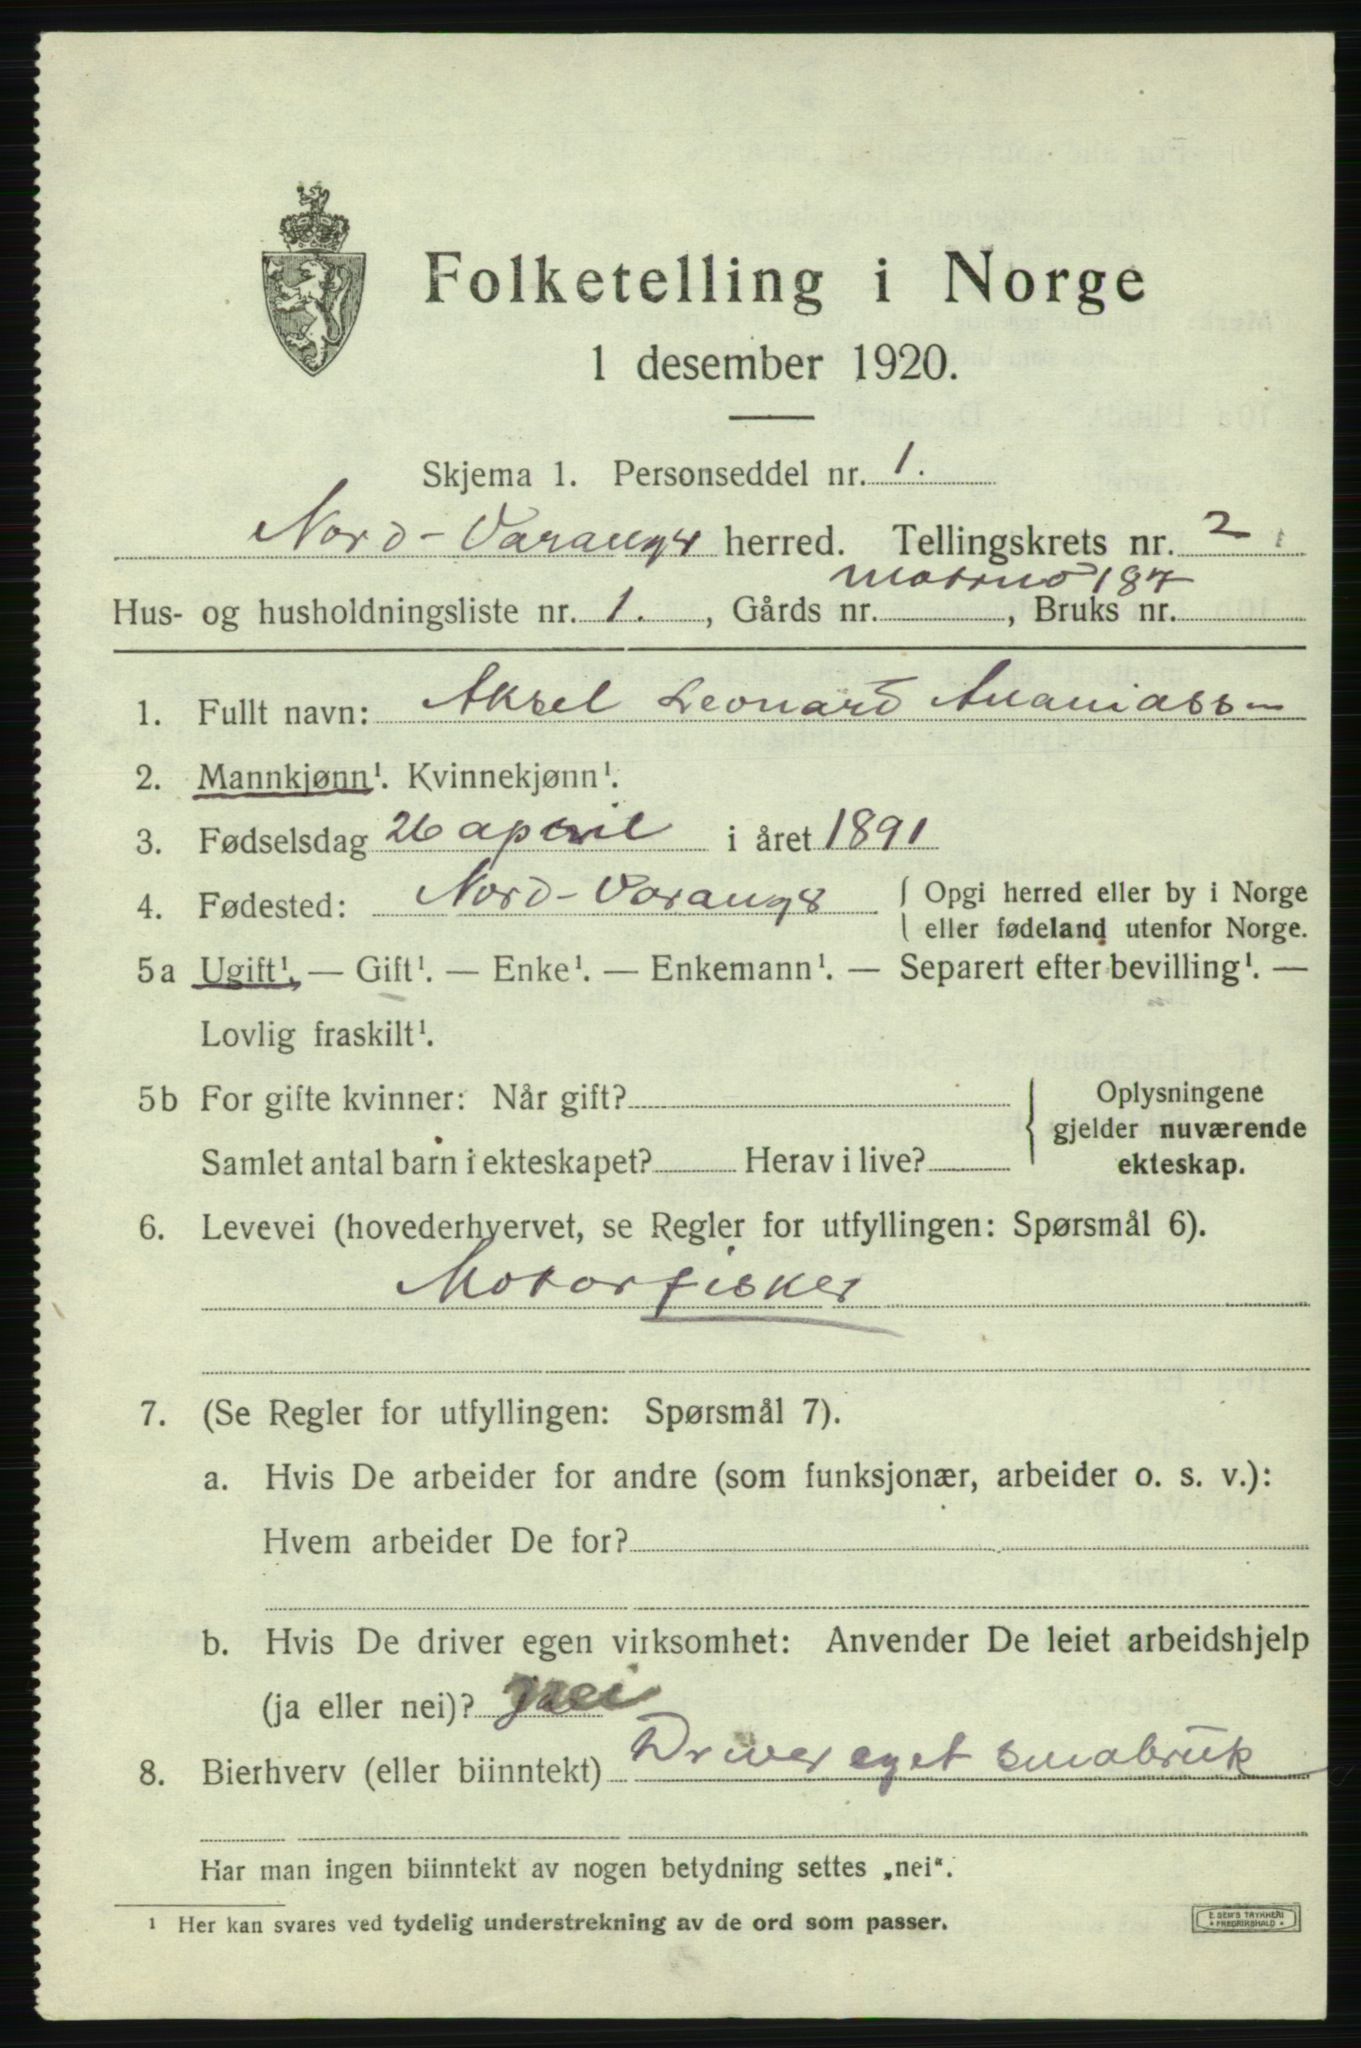 Folketelling i Norge
1 desember 1920.
Skjema 1. Personseddel nr. 1.
Nord-Varanger herred. Tellingskrets nr. 2
Matrno 187
Hus- og husholdningsliste nr. 1. , Gårds nr. , Bruks nr.
1. Fullt navn: Aksel Leonard Ananiassen
2. Mannkjønn¹. Kvinnekjønn¹.
3. Fødselsdag 26 april i året 1891
4. Fødested: Nord-Varanger { Opgi herred eller by i Norge
eller fødeland utenfor Norge.
5a Ugift¹. — Gift¹. — Enke¹. — Enkemann¹. — Separert efter bevilling¹. —
Lovlig fraskilt¹.
5b For gifte kvinner: Når gift? { Oplysningene
gjelder nuværende
Samlet antal barn i ekteskapet? Herav i live? ekteskap.
6. Levevei (hovederhvervet, se Regler for utfyllingen: Spørsmål 6).
Motorfisker
7. (Se Regler for utfyllingen: Spørsmål 7).
a. Hvis De arbeider for andre (som funksjonær, arbeider o. s. v.):
Hvem arbeider De for?
b. Hvis De driver egen virksomhet: Anvender De leiet arbeidshjelp
(ja eller nei)? nei
8. Bierhverv (eller biinntekt) Driver eget smabruk
Har man ingen biinntekt av nogen betydning settes „nei“.
¹ Her kan svares ved tydelig understrekning av de ord som passer.
E. SEM'S TRYKKERI
• FREDRIKSHALD •